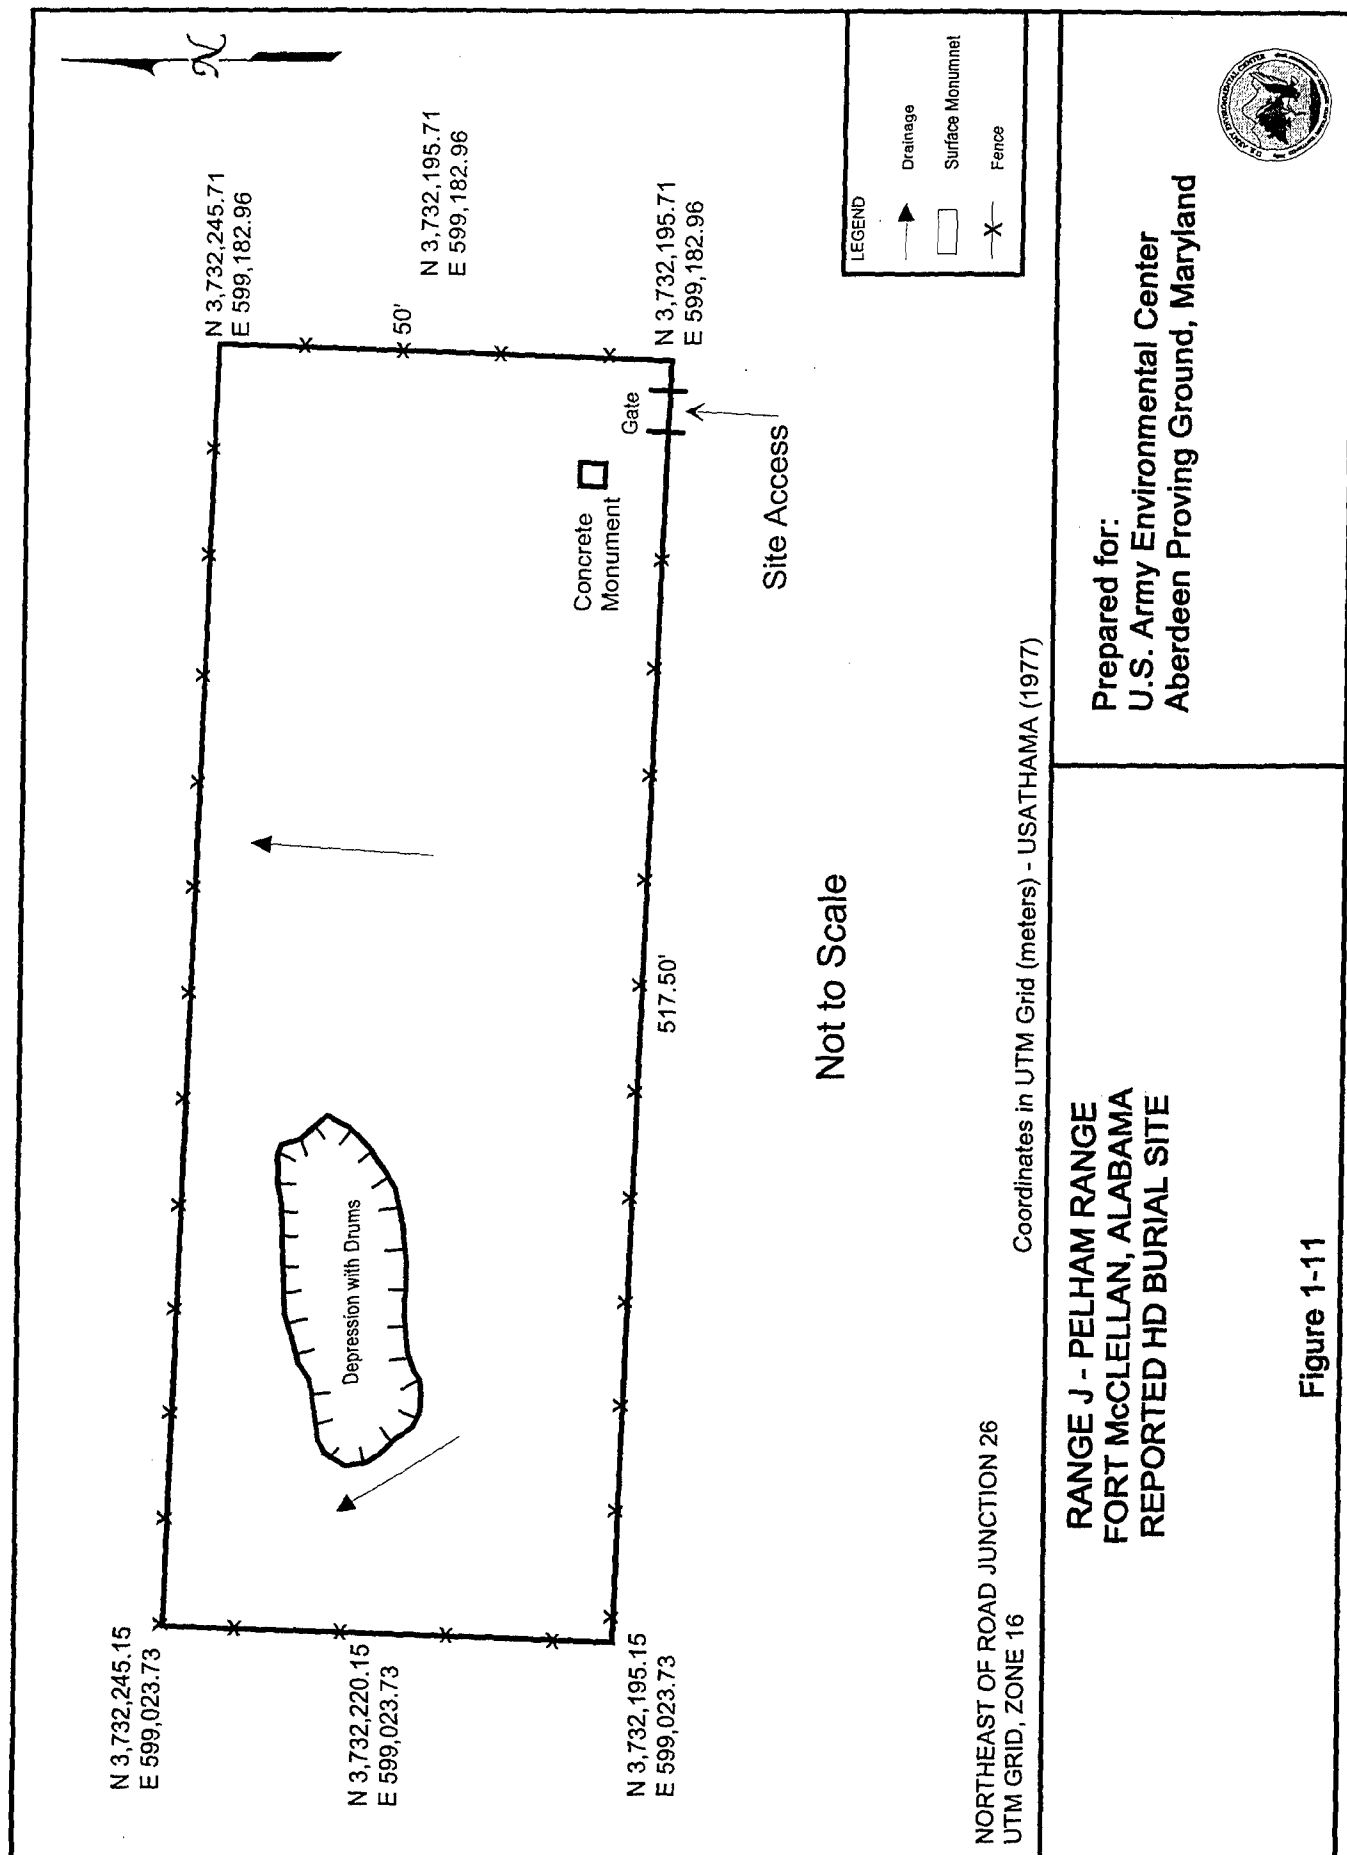 N
N 3,732,245.15
E 599,023.73
N 3,732,245.71
E 599,182.96
N 3,732,220.15
E 599,023.73
Depression with Drums
50'
N 3,732,195.71
E 599,182.96
Concrete
Monument
Gate
N 3,732,195.15
E 599,023.73
517.50'
N 3,732,195.71
E 599,182.96
Site Access
Not to Scale
LEGEND
Drainage
Surface Monumnet
Fence
NORTHEAST OF ROAD JUNCTION 26
UTM GRID, ZONE 16
Coordinates in UTM Grid (meters) - USATHAMA (1977)
RANGE J - PELHAM RANGE
FORT McCLELLAN, ALABAMA
REPORTED HD BURIAL SITE
Figure 1-11
Prepared for:
U.S. Army Environmental Center
Aberdeen Proving Ground, Maryland
U.S. ARMY ENVIRONMENTAL CENTER